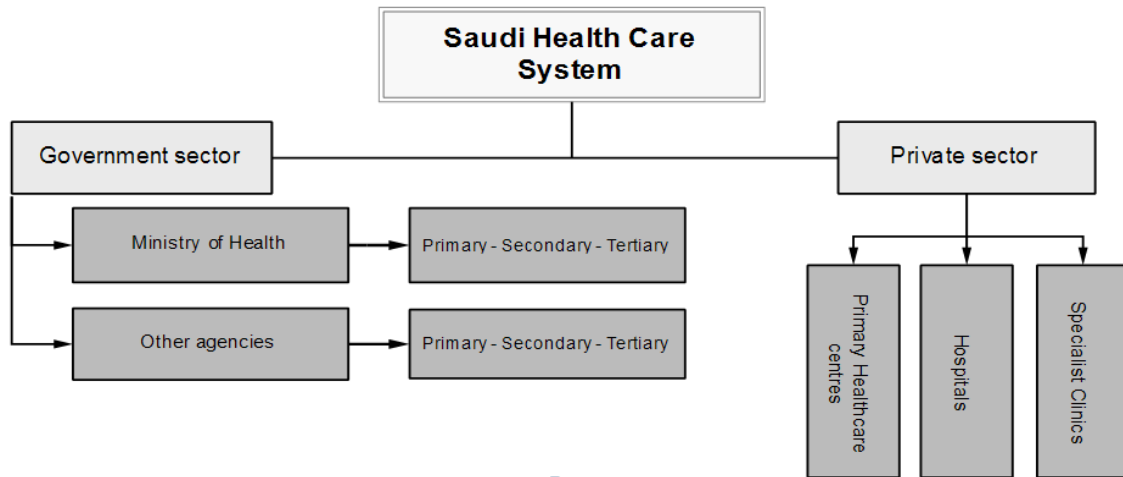 Saudi Health Care
System
Government sector
Private sector
Ministry of Health
Primary - Secondary - Tertiary
Other agencies
Primary - Secondary - Tertiary
Primary Healthcare
centres
Hospitals
Specialist Clinics